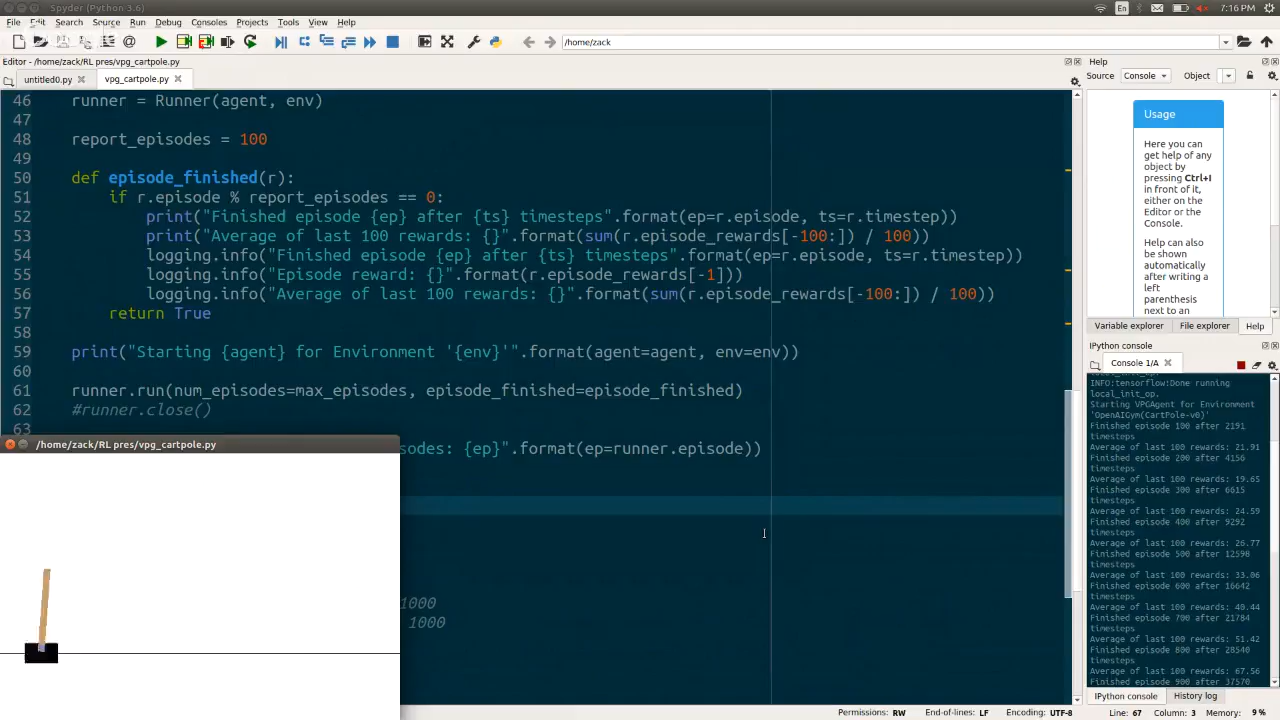 Spyder (Python 3.6)
En
7:16 PM
File Edit Search Source Run Debug Consoles Projects Tools View Help
/home/zack
Editor - /home/zack/RL pres/vpg_cartpole.py
untitled0.py
vpg_cartpole.py
46 runner = Runner(agent, env)
47
48 report_episodes = 100
49
50 def episode_finished(r):
51 if r.episode % report_episodes == 0:
52 print("Finished episode {ep} after {ts} timesteps".format(ep=r.episode, ts=r.timestep))
53 print("Average of last 100 rewards: {}".format(sum(r.episode_rewards[-100:]) / 100))
54 logging.info("Finished episode {ep} after {ts} timesteps".format(ep=r.episode, ts=r.timestep))
55 logging.info("Episode reward: {}".format(r.episode_rewards[-1]))
56 logging.info("Average of last 100 rewards: {}".format(sum(r.episode_rewards[-100:]) / 100))
57 return True
58
59 print("Starting {agent} for Environment '{env}'".format(agent=agent, env=env))
60
61 runner.run(num_episodes=max_episodes, episode_finished=episode_finished)
62 #runner.close()
63
sodes: {ep}".format(ep=runner.episode))
1000
1000
/home/zack/RL pres/vpg_cartpole.py
Help
Source Console Object
Usage
Here you can
get help of any
object by
pressing Ctrl+I
in front of it,
either on the
Editor or the
Console.
Help can also
be shown
automatically
after writing a
left
parenthesis
next to an
Variable explorer File explorer Help
IPython console
Console 1/A
local_init_op.
INFO:tensorflow:Done running
local_init_op.
Starting VPGAgent for Environment
'OpenAIGym(CartPole-v0)'
Finished episode 100 after 2191
timesteps
Average of last 100 rewards: 21.91
Finished episode 200 after 4156
timesteps
Average of last 100 rewards: 19.65
Finished episode 300 after 6615
timesteps
Average of last 100 rewards: 24.59
Finished episode 400 after 9292
timesteps
Average of last 100 rewards: 26.77
Finished episode 500 after 12598
timesteps
Average of last 100 rewards: 33.06
Finished episode 600 after 16642
timesteps
Average of last 100 rewards: 40.44
Finished episode 700 after 21784
timesteps
Average of last 100 rewards: 51.42
Finished episode 800 after 28540
timesteps
Average of last 100 rewards: 67.56
Finished episode 900 after 37570
IPython console History log
Permissions: RW End-of-lines: LF Encoding: UTF-8 Line: 67 Column: 3 Memory: 9 %